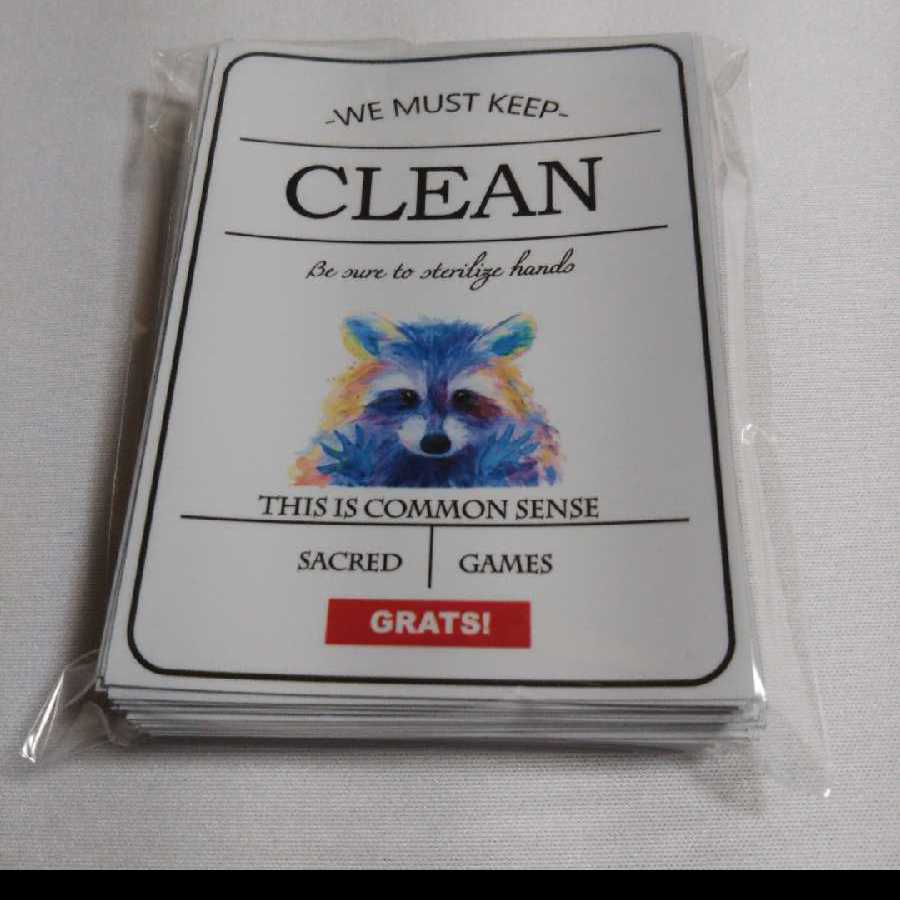 -WE MUST KEEP-
CLEAN
Be sure to sterilize hands
THIS IS COMMON SENSE
SACRED GAMES
GRATS!